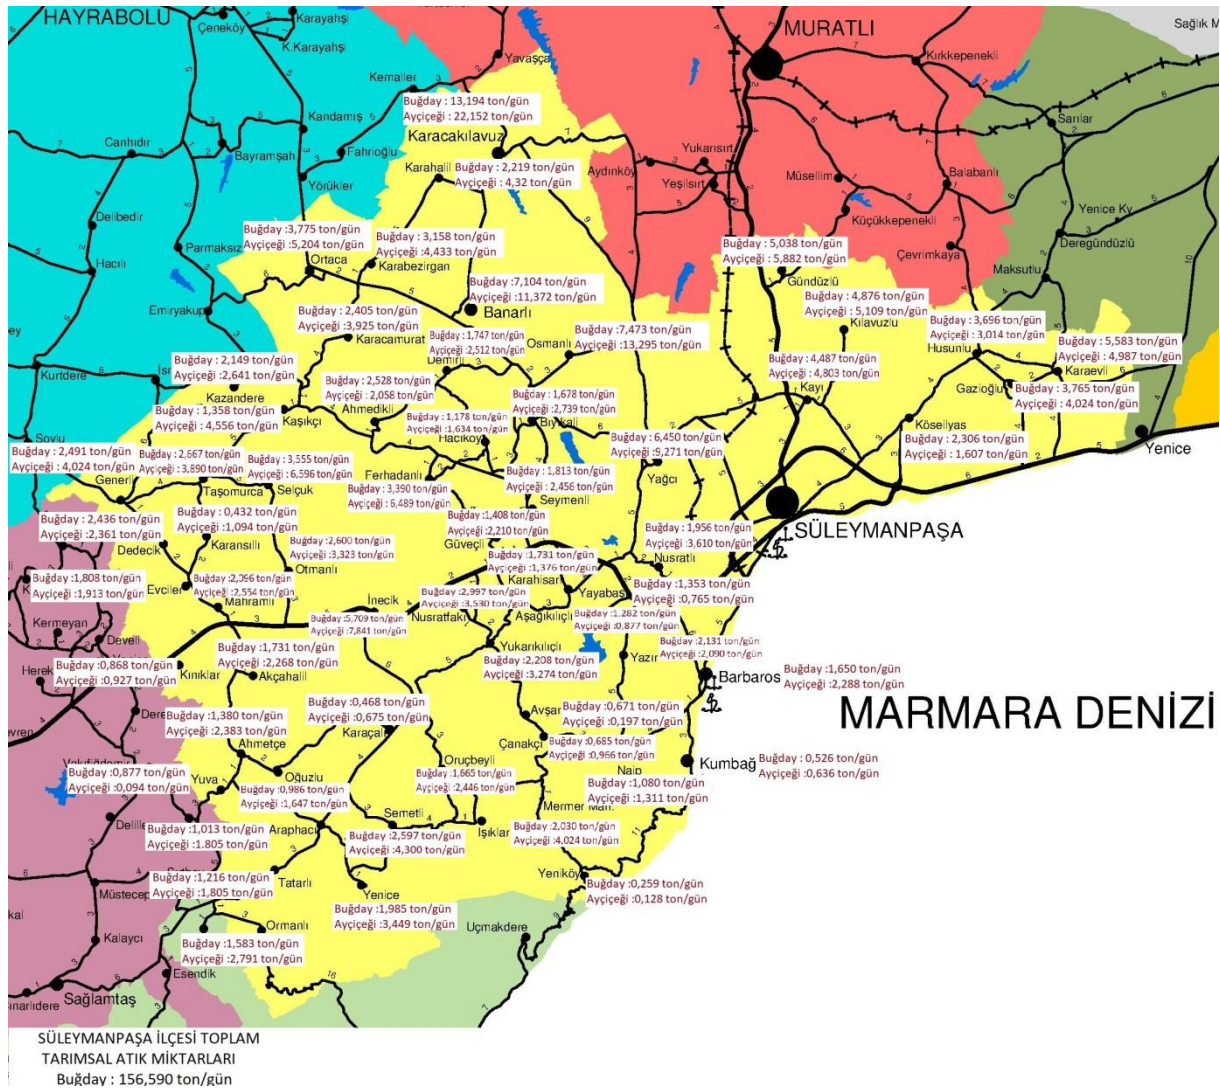 HAYRABOLU
Karayahşi
Çeneköy
K.Karayahşi
MURATLI
Sağlık M
Yavaşça
Kırkkepenekli
Kemaller
Buğday : 13,194 ton/gün
Ayçiçeği : 22,152 ton/gün
Kandamış
Sarılar
Karacakılavuz
Canhıdır
Bayramşah
Fahrioğlu
Yukarısırt
Karahalil
Buğday : 2,219 ton/gün
Ayçiçeği : 4,32 ton/gün
Aydınköy
Yeşilsırt
Müsellim
Balabanlı
Yörükler
Delibedir
Küçükkepenekli
Yenice Ky
Buğday :3,775 ton/gün
Ayçiçeği :5,204 ton/gün
Buğday : 3,158 ton/gün
Ayçiçeği :4,433 ton/gün
Deregündüzlü
Parmaksız
Buğday : 5,038 ton/gün
Ayçiçeği : 5,882 ton/gün
Çevrimkaya
Hacılı
Ortaca
Karabezirgan
Maksutlu
Gündüzlü
Buğday :7,104 ton/gün
Ayçiçeği :11,372 ton/gün
Buğday : 4,876 ton/gün
Ayçiçeği : 5,109 ton/gün
Emiryakup
Banarlı
Buğday : 2,405 ton/gün
Ayçiçeği :3,925 ton/gün
Kılavuzlu
Buğday : 3,696 ton/gün
Ayçiçeği : 3,014 ton/gün
Karacamurat
Buğday :1,747 ton/gün
Ayçiçeği :2,512 ton/gün
Osmanlı
Buğday : 7,473 ton/gün
Ayçiçeği :13,295 ton/gün
Buğday : 5,583 ton/gün
Ayçiçeği : 4,987 ton/gün
Husunlu
Demirli
Buğday : 2,149 ton/gün
Ayçiçeği : 2,641 ton/gün
Buğday : 4,487 ton/gün
Ayçiçeği : 4,803 ton/gün
Kurtdere
Karaevli
Buğday : 2,528 ton/gün
Ayçiçeği : 2,058 ton/gün
Gazioğlu
Buğday : 3,765 ton/gün
Ayçiçeği : 4,024 ton/gün
Kayı
Kazandere
Buğday : 1,678 ton/gün
Ayçiçeği :2,739 ton/gün
Buğday : 1,358 ton/gün
Ayçiçeği : 4,556 ton/gün
Kaşıkçı
Ahmedikli
Buğday : 1,178 ton/gün
Ayçiçeği :1,634 ton/gün
Bıyıkali
Köseilyas
Soylu
Hacıköy
Buğday : 6,450 ton/gün
Ayçiçeği :9,271 ton/gün
Buğday : 2,306 ton/gün
Ayçiçeği : 1,607 ton/gün
Yenice
Buğday : 2,491 ton/gün
Ayçiçeği : 4,024 ton/gün
Buğday : 2,667 ton/gün
Ayçiçeği : 3,890 ton/gün
Buğday : 3,555 ton/gün
Ayçiçeği : 6,596 ton/gün
Ferhadanlı
Buğday : 1,813 ton/gün
Ayçiçeği : 2,456 ton/gün
Yağcı
Generli
Taşomurca
Selçuk
Buğday : 3,390 ton/gün
Ayçiçeği : 6,489 ton/gün
Seymenli
Buğday : 2,436 ton/gün
Ayçiçeği :2,361 ton/gün
Buğday : 0,432 ton/gün
Ayçiçeği :1,094 ton/gün
Buğday :1,408 ton/gün
Ayçiçeği :2,210 ton/gün
Buğday : 1,956 ton/gün
Ayçiçeği :3,610 ton/gün
SÜLEYMANPAŞA
Dedecik
Karansıllı
Buğday : 2,600 ton/gün
Ayçiçeği : 3,323 ton/gün
Güveçli
Buğday :1,731 ton/gün
Ayçiçeği : 1,376 ton/gün
Nusratlı
Otmanlı
Buğday :1,808 ton/gün
Ayçiçeği :1,913 ton/gün
Evciler
Buğday :2,096 ton/gün
Ayçiçeği :2,554 ton/gün
Karahisar
Yayabaş
Buğday : 1,353 ton/gün
Ayçiçeği :0,765 ton/gün
Buğday :2,997 ton/gün
Ayçiçeği : 3,530 ton/gün
Mahramlı
İnecik
Buğday :5,709 ton/gün
Ayçiçeği : 7,841 ton/gün
Nusratfakı
Aşağıkılıçlı
Buğday :1.282 ton/gün
Ayçiçeği : 0,877 ton/gün
Kermeyan
Develi
Buğday :1,731 ton/gün
Ayçiçeği : 2,268 ton/gün
Yukarıkılıçlı
Buğday : 2,131 ton/gün
Ayçiçeği :2,090 ton/gün
Herek
Buğday :0,868 ton/gün
Ayçiçeği :0,927 ton/gün
Kınıklar
Akçahalil
Buğday : 2,208 ton/gün
Ayçiçeği : 3,274 ton/gün
Yazır
Barbaros
Buğday :1,650 ton/gün
Ayçiçeği : 2,288 ton/gün
Buğday :0,468 ton/gün
Ayçiçeği :0,675 ton/gün
Avşar
Buğday :0,671 ton/gün
Ayçiçeği : 0,197 ton/gün
MARMARA DENİZİ
Buğday : 1,380 ton/gün
Ayçiçeği : 2,383 ton/gün
Karaçalı
Çanakçı
Buğday :0,685 ton/gün
Ayçiçeği :0,966 ton/gün
Ahmetçe
Oruçbeyli
Kumbağ
Buğday : 0,526 ton/gün
Ayçiçeği : 0,636 ton/gün
Buğday :0,877 ton/gün
Ayçiçeği : 0,094 ton/gün
Yuva
Oğuzlu
Buğday :1,665 ton/gün
Ayçiçeği : 2,446 ton/gün
Naip
Buğday :1,080 ton/gün
Ayçiçeği :1,311 ton/gün
Buğday :0,986 ton/gün
Ayçiçeği :1,647 ton/gün
Mermer Mah.
Semetli
Işıklar
Buğday :1,013 ton/gün
Ayçiçeği :1.805 ton/gün
Araphacı
Buğday : 2,597 ton/gün
Ayçiçeği : 4,300 ton/gün
Buğday :2,030 ton/gün
Ayçiçeği : 4,024 ton/gün
Buğday :1,216 ton/gün
Ayçiçeği :1,805 ton/gün
Tatarlı
Yeniköy
Müstecep
Yenice
Buğday :0,259 ton/gün
Ayçiçeği :0,128 ton/gün
Buğday :1,985 ton/gün
Ayçiçeği :3,449 ton/gün
Ormanlı
Uçmakdere
Kalaycı
Buğday :1,583 ton/gün
Ayçiçeği :2,791 ton/gün
Esendik
Sağlamtaş
SÜLEYMANPAŞA İLÇESİ TOPLAM
TARIMSAL ATIK MİKTARLARI
Buğday : 156,590 ton/gün